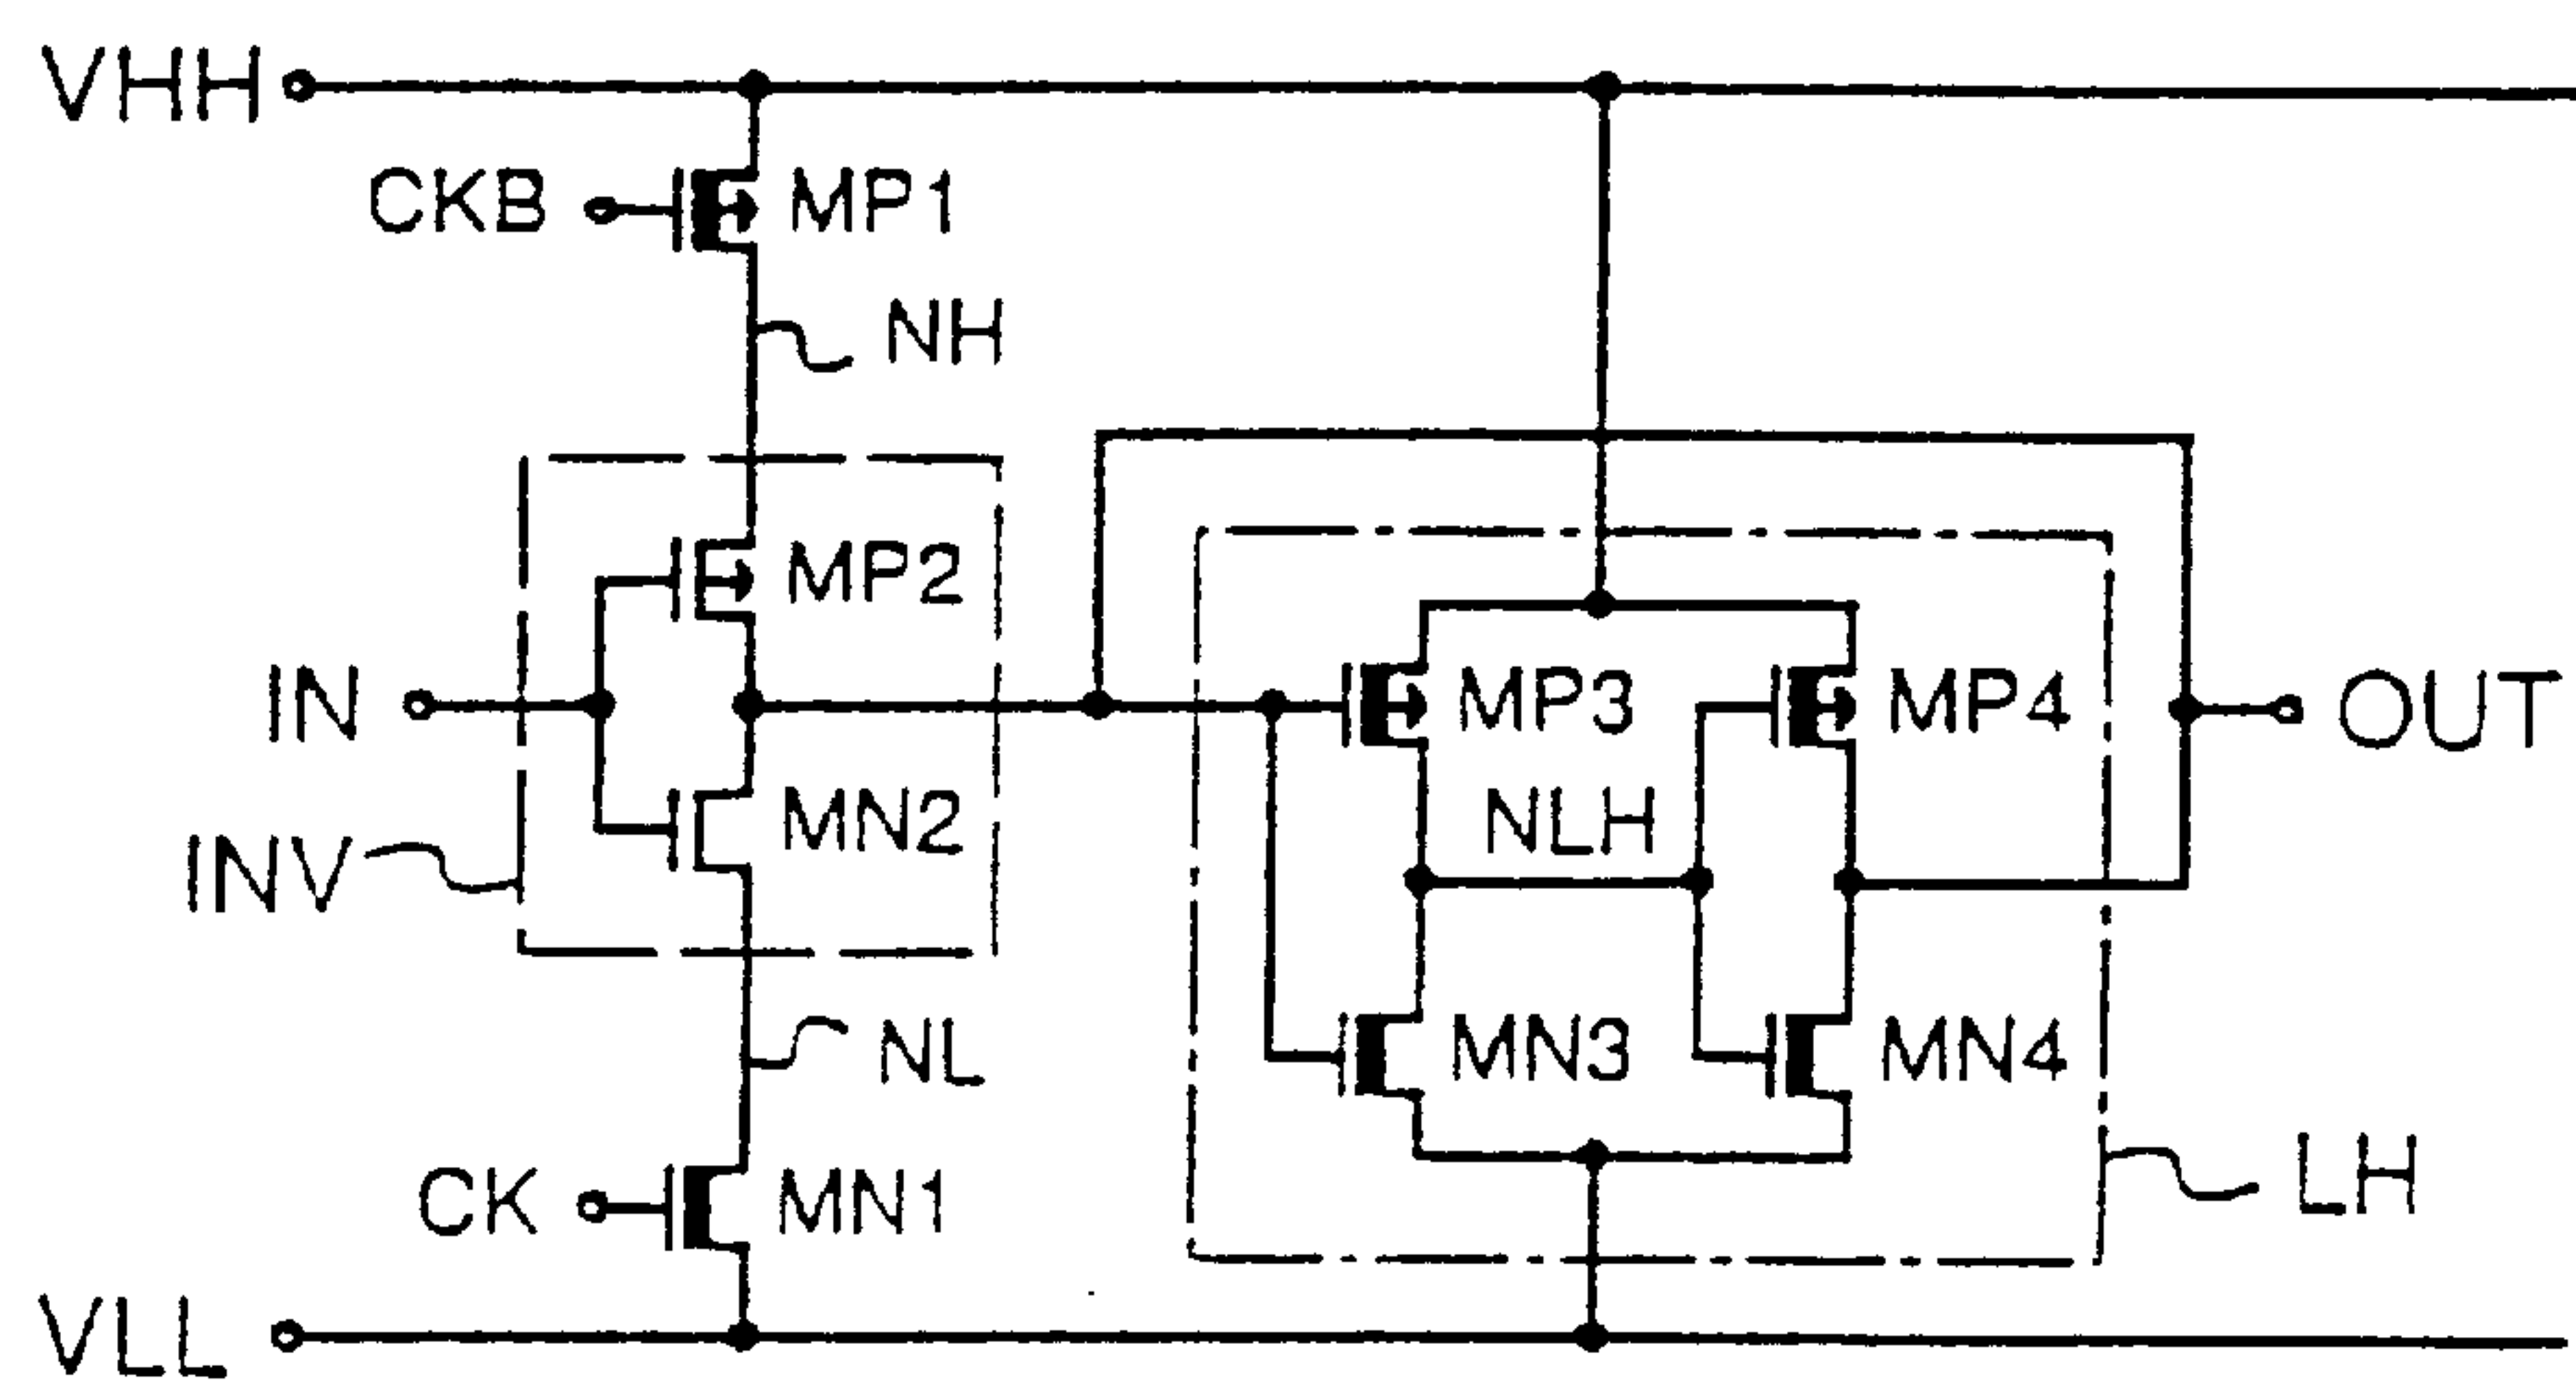 VHH
CKB MP1
NH
MP2
IN MP3 MP4 OUT
MN2 NLH
INV
NL MN3 MN4
CK MN1 LH
VLL